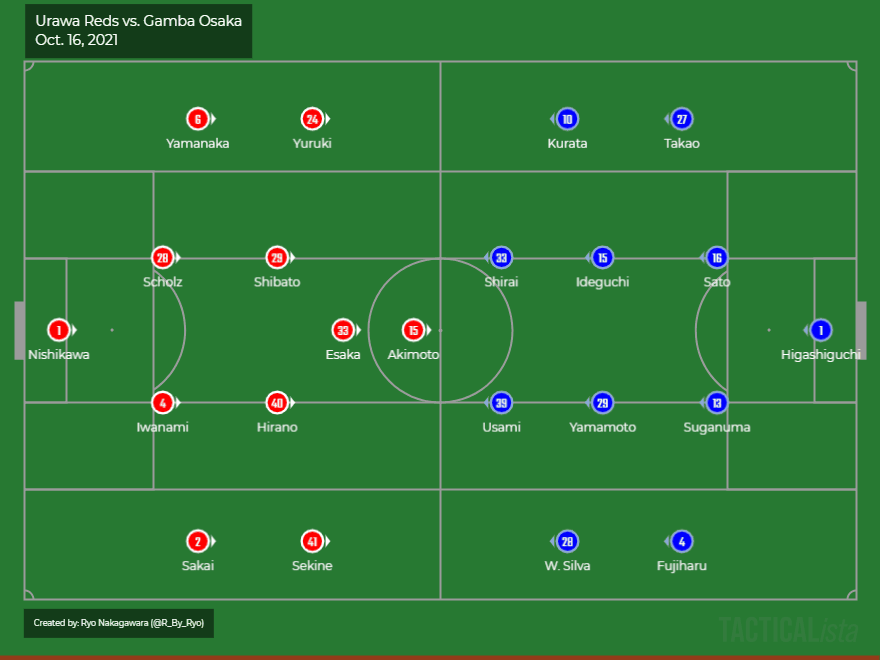 Urawa Reds vs. Gamba Osaka
Oct. 16, 2021
6 24 10 27
Yamanaka Yuruki Kurata Takao
28 29 33 15 16
Scholz Shibato Shirai Ideguchi Sato
1 33 15 1
Nishikawa Esaka Akimoto Higashiguchi
4 40 39 29 13
Iwanami Hirano Usami Yamamoto Suganuma
2 41 28 4
Sakai Sekine W. Silva Fujiharu
Created by: Ryo Nakagawara (@R_By_Ryo)
TACTICALista